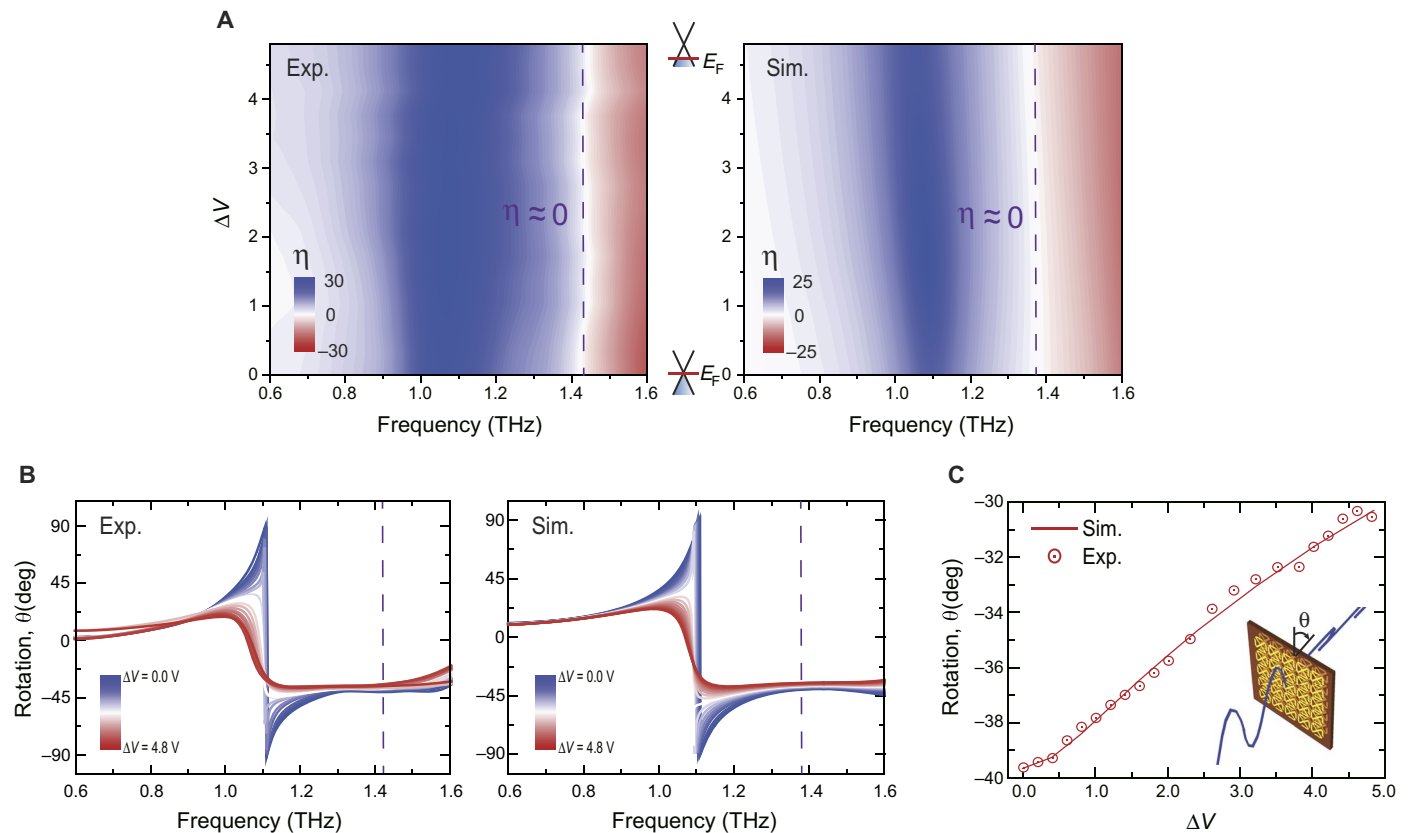 A
Exp.
Sim.
E_F
E_F
η ≈ 0
η ≈ 0
η
30
0
–30
η
25
0
–25
ΔV
4
3
2
1
0
4
3
2
1
0
0.6 0.8 1.0 1.2 1.4 1.6
0.6 0.8 1.0 1.2 1.4 1.6
Frequency (THz)
Frequency (THz)
B
Exp.
Rotation, θ(deg)
90
45
0
–45
–90
ΔV = 0.0 V
ΔV = 4.8 V
0.6 0.8 1.0 1.2 1.4 1.6
Frequency (THz)
Sim.
90
45
0
–45
–90
ΔV = 0.0 V
ΔV = 4.8 V
0.6 0.8 1.0 1.2 1.4 1.6
Frequency (THz)
C
Sim.
Exp.
θ
Rotation, θ(deg)
–30
–32
–34
–36
–38
–40
0.0 1.0 2.0 3.0 4.0 5.0
ΔV